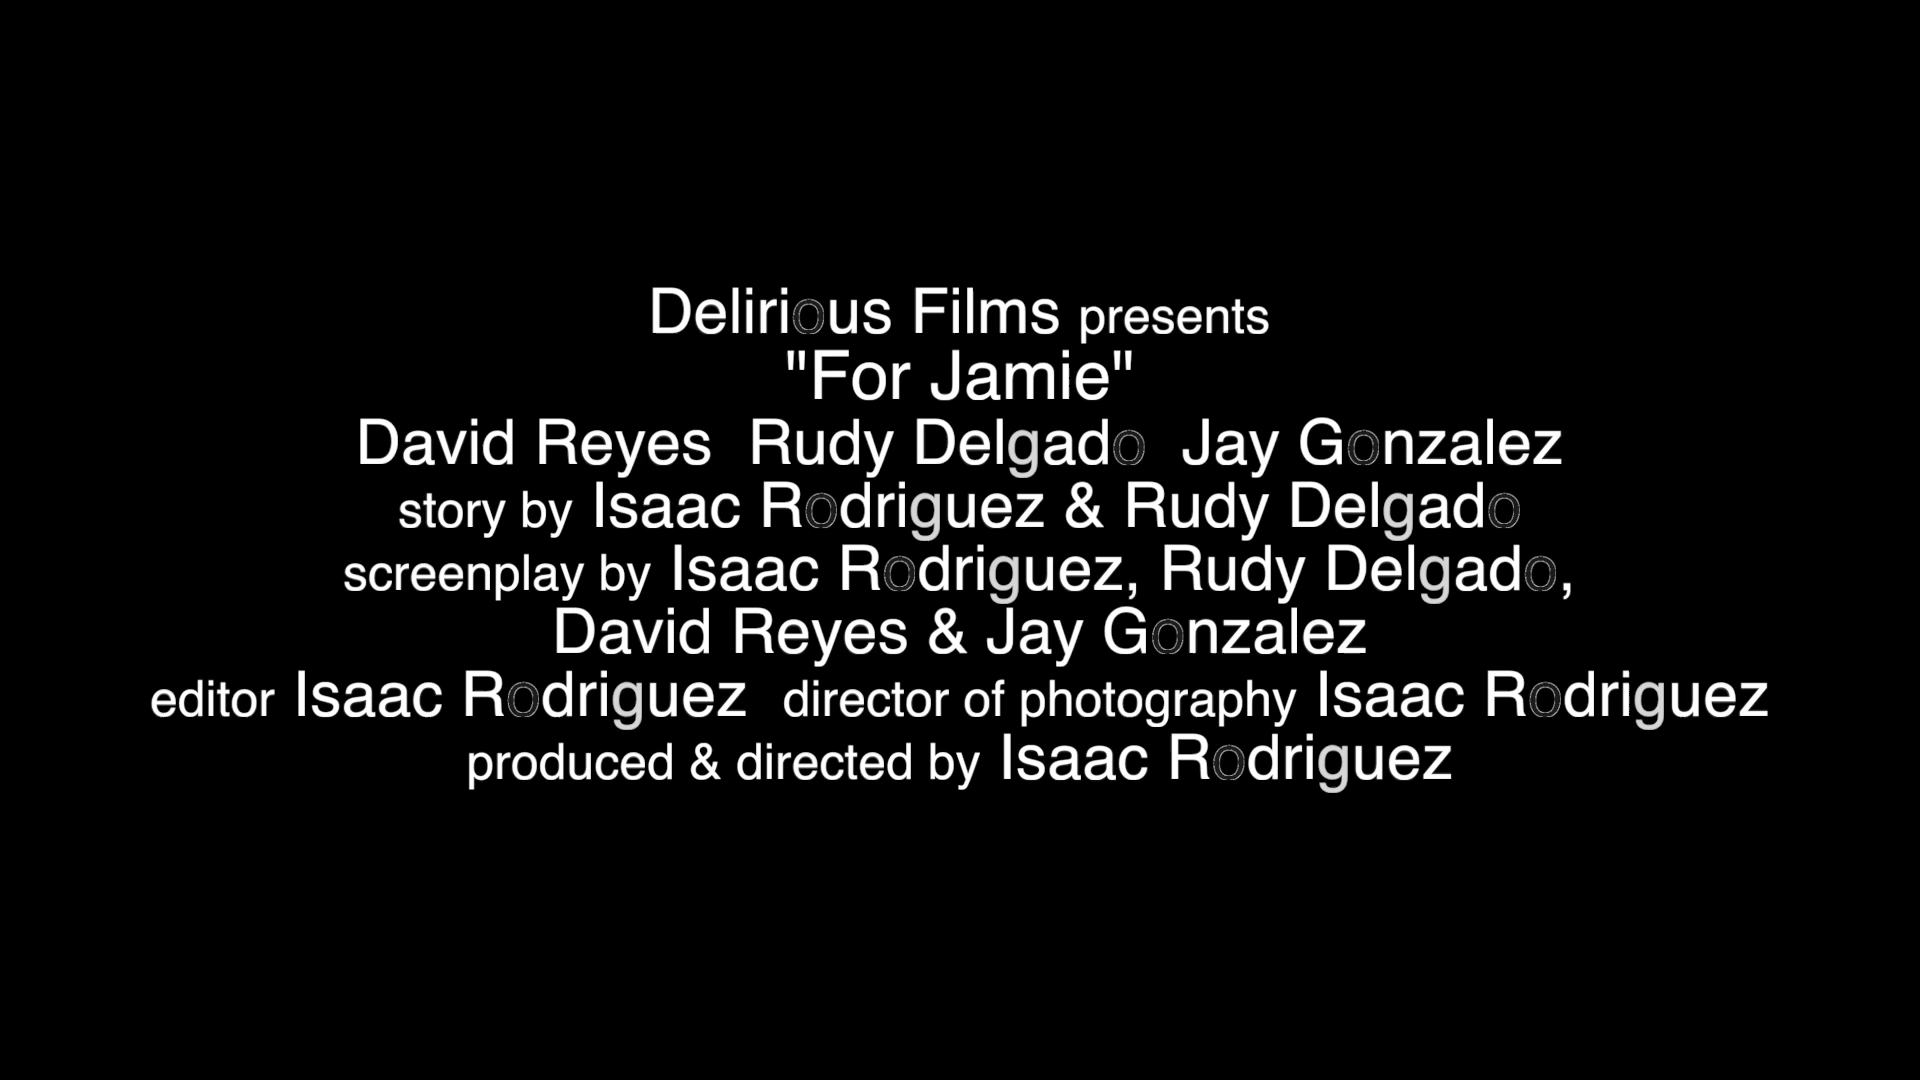 Delirious Films presents
"For Jamie"
David Reyes  Rudy Delgado  Jay Gonzalez
story by Isaac Rodriguez & Rudy Delgado
screenplay by Isaac Rodriguez, Rudy Delgado,
David Reyes & Jay Gonzalez
editor Isaac Rodriguez  director of photography Isaac Rodriguez
produced & directed by Isaac Rodriguez